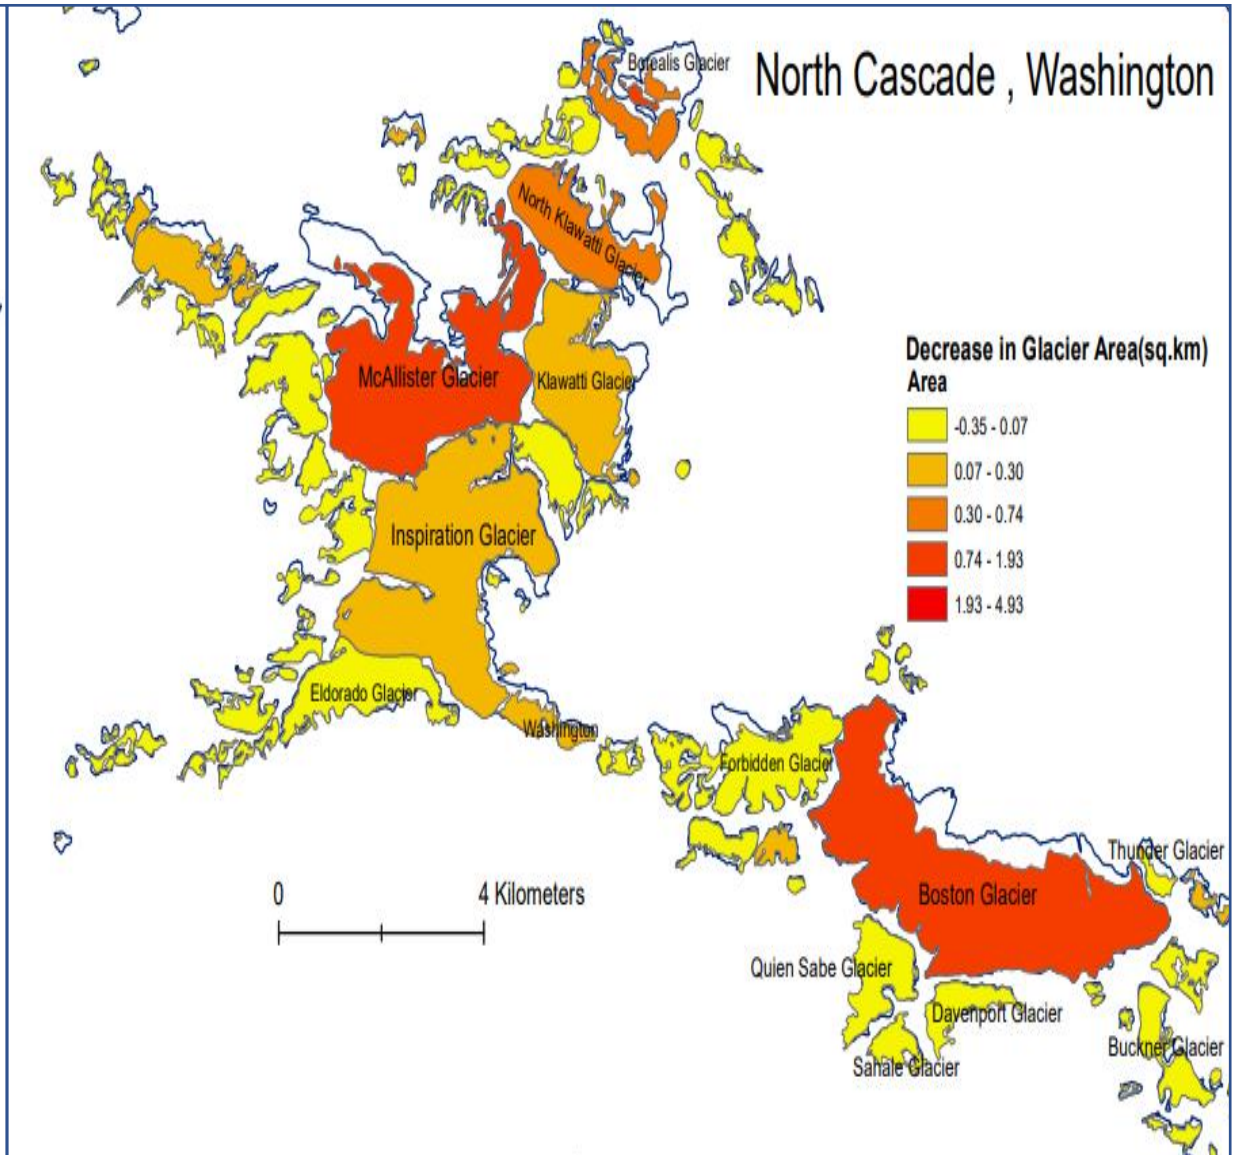 Borealis Glacier
North Cascade , Washington
North Klawatti Glacier
Decrease in Glacier Area(sq.km)
Area
-0.35 - 0.07
0.07 - 0.30
0.30 - 0.74
0.74 - 1.93
1.93 - 4.93
McAllister Glacier
Klawatti Glacier
Inspiration Glacier
Eldorado Glacier
Washington
Forbidden Glacier
Thunder Glacier
0
4 Kilometers
Boston Glacier
Quien Sabe Glacier
Davenport Glacier
Buckner Glacier
Sahale Glacier